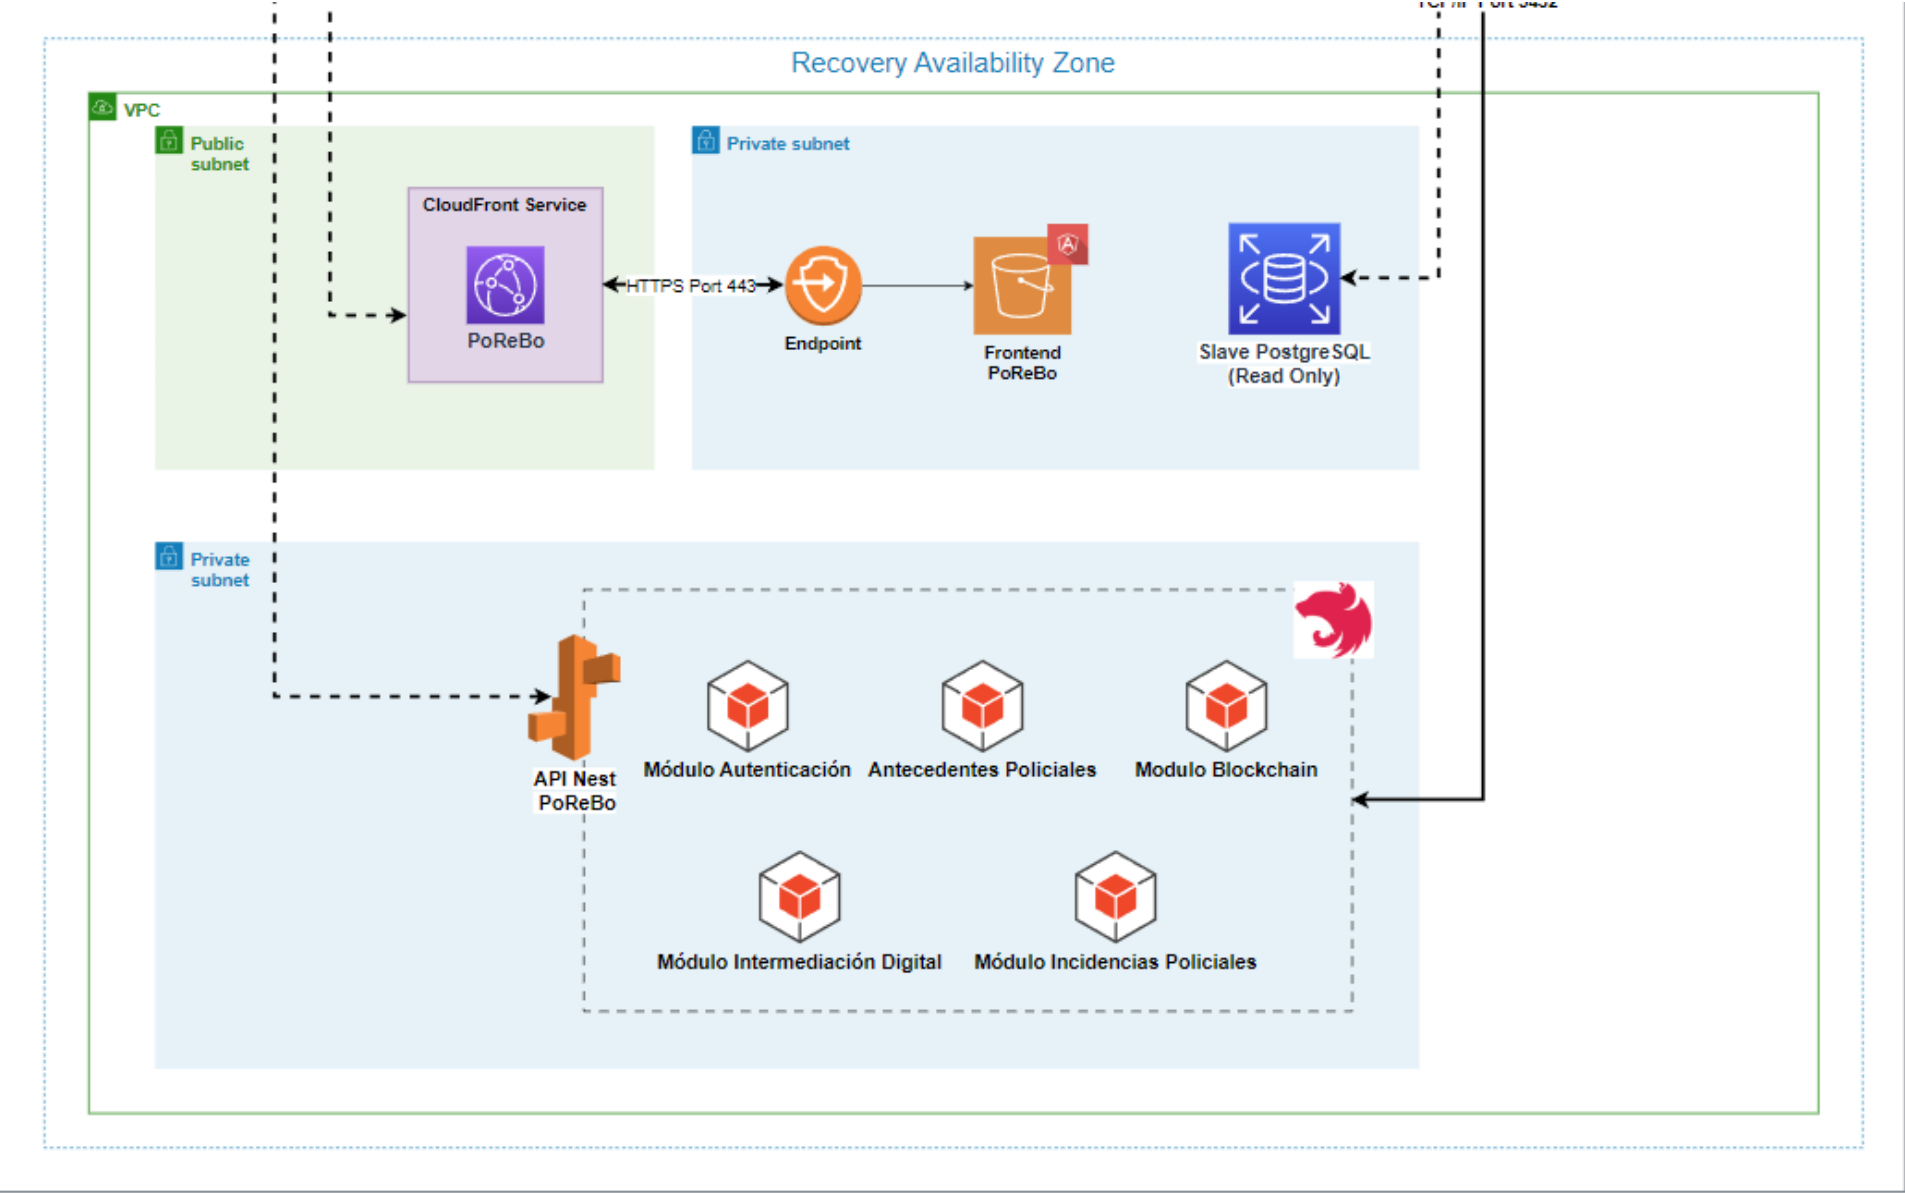 Recovery Availability Zone
VPC
Public
subnet
Private subnet
CloudFront Service
PoReBo
HTTPS Port 443
Endpoint
Frontend
PoReBo
Slave PostgreSQL
(Read Only)
Private
subnet
API Nest
PoReBo
Módulo Autenticación
Antecedentes Policiales
Modulo Blockchain
Módulo Intermediación Digital
Módulo Incidencias Policiales